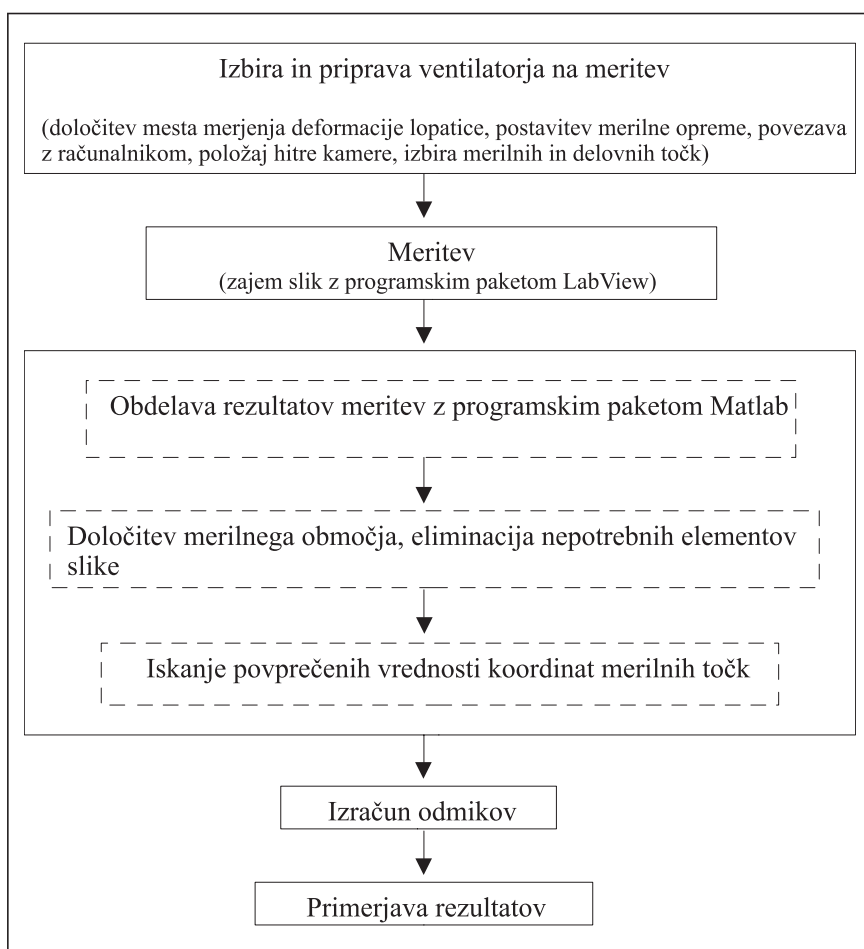 Izbira in priprava ventilatorja na meritev
(določitev mesta merjenja deformacije lopatice, postavitev merilne opreme, povezava
z računalnikom, položaj hitre kamere, izbira merilnih in delovnih točk)
Meritev
(zajem slik z programskim paketom LabView)
Obdelava rezultatov meritev z programskim paketom Matlab
Določitev merilnega območja, eliminacija nepotrebnih elementov
slike
Iskanje povprečenih vrednosti koordinat merilnih točk
Izračun odmikov
Primerjava rezultatov